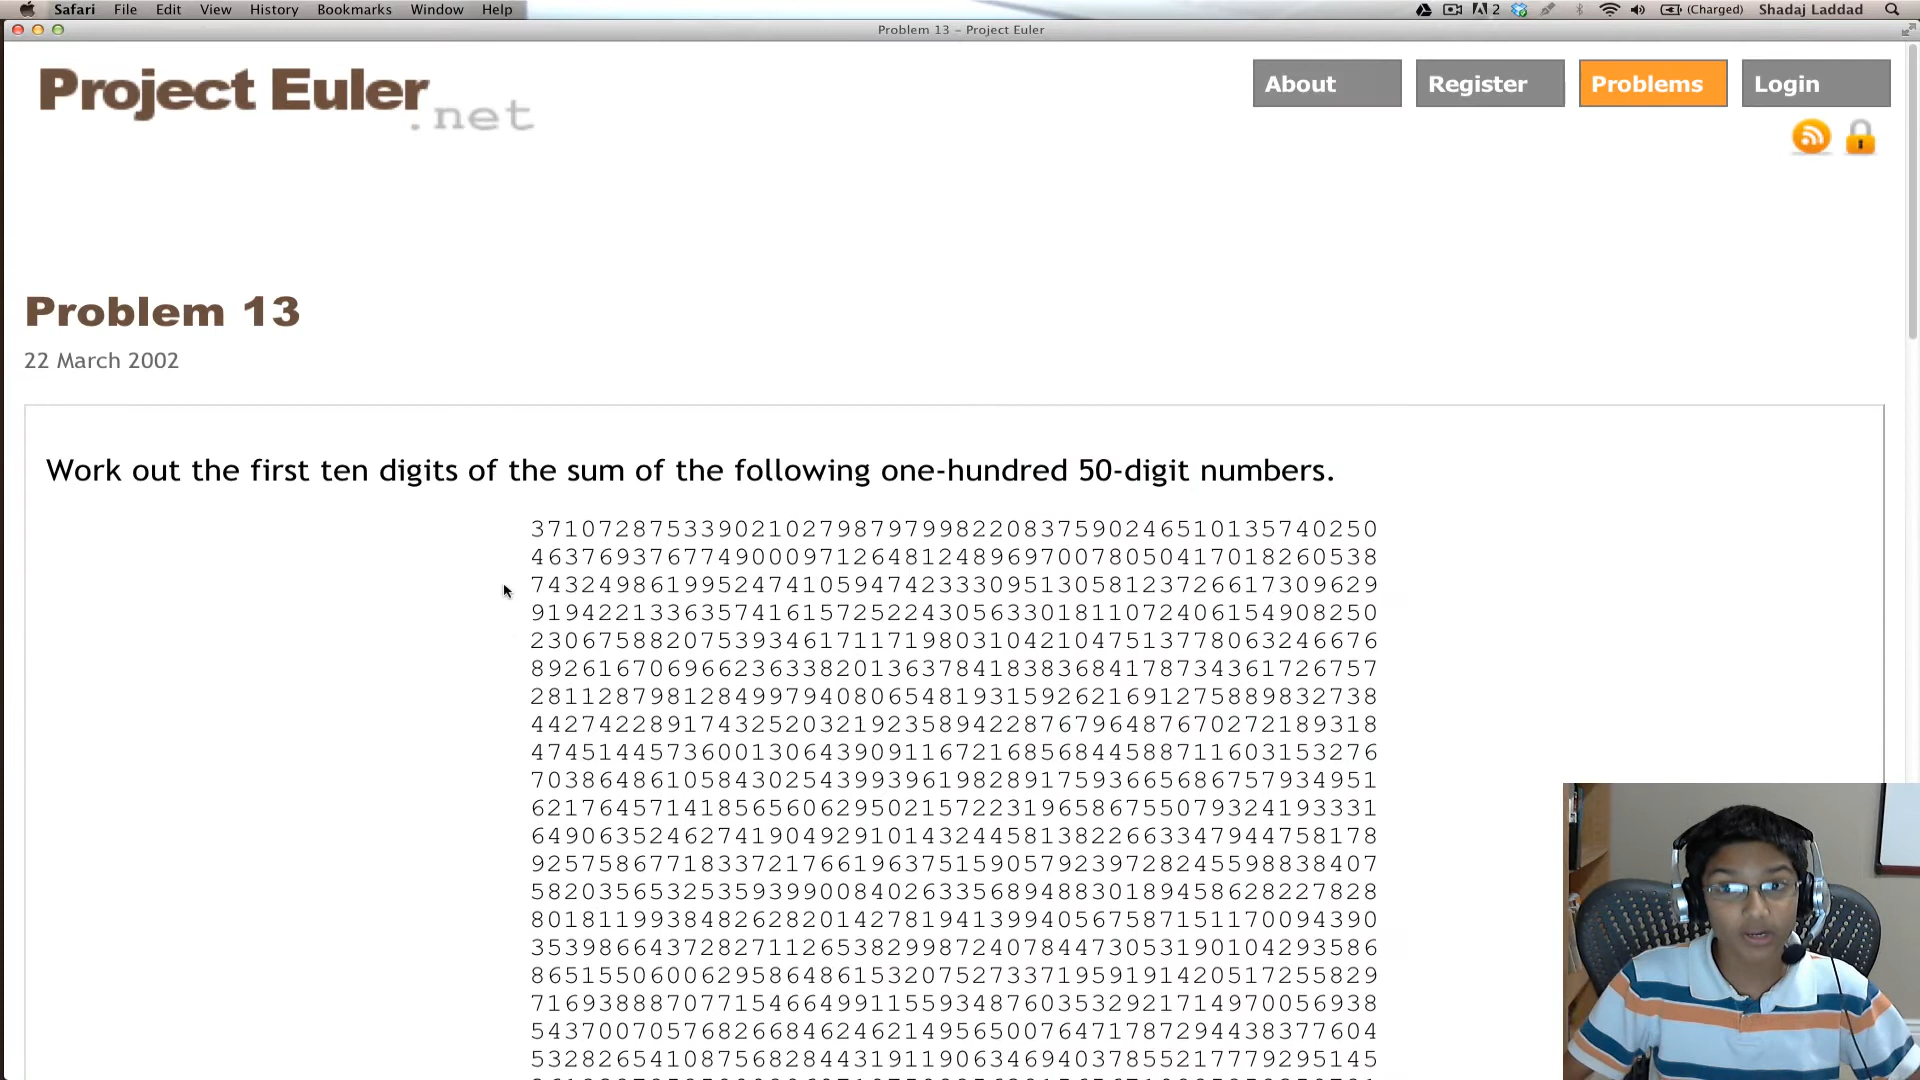 Safari File Edit View History Bookmarks Window Help
2 (Charged) Shadaj Laddad
Problem 13 – Project Euler
Project Euler.net
About Register Problems Login
Problem 13
22 March 2002
Work out the first ten digits of the sum of the following one-hundred 50-digit numbers.
37107287533902102798797998220837590246510135740250
46376937677490009712648124896970078050417018260538
74324986199524741059474233309513058123726617309629
91942213363574161572522430563301811072406154908250
23067588207539346171171980310421047513778063246676
89261670696623633820136378418383684178734361726757
28112879812849979408065481931592621691275889832738
44274228917432520321923589422876796487670272189318
47451445736001306439091167216856844588711603153276
70386486105843025439939619828917593665686757934951
62176457141856560629502157223196586755079324193331
64906352462741904929101432445813822663347944758178
92575867718337217661963751590579239728245598838407
58203565325359399008402633568948830189458628227828
80181199384826282014278194139940567587151170094390
35398664372827112653829987240784473053190104293586
86515506006295864861532075273371959191420517255829
71693888707715466499115593487603532921714970056938
54370070576826684624621495650076471787294438377604
53282654108756828443191190634694037855217779295145